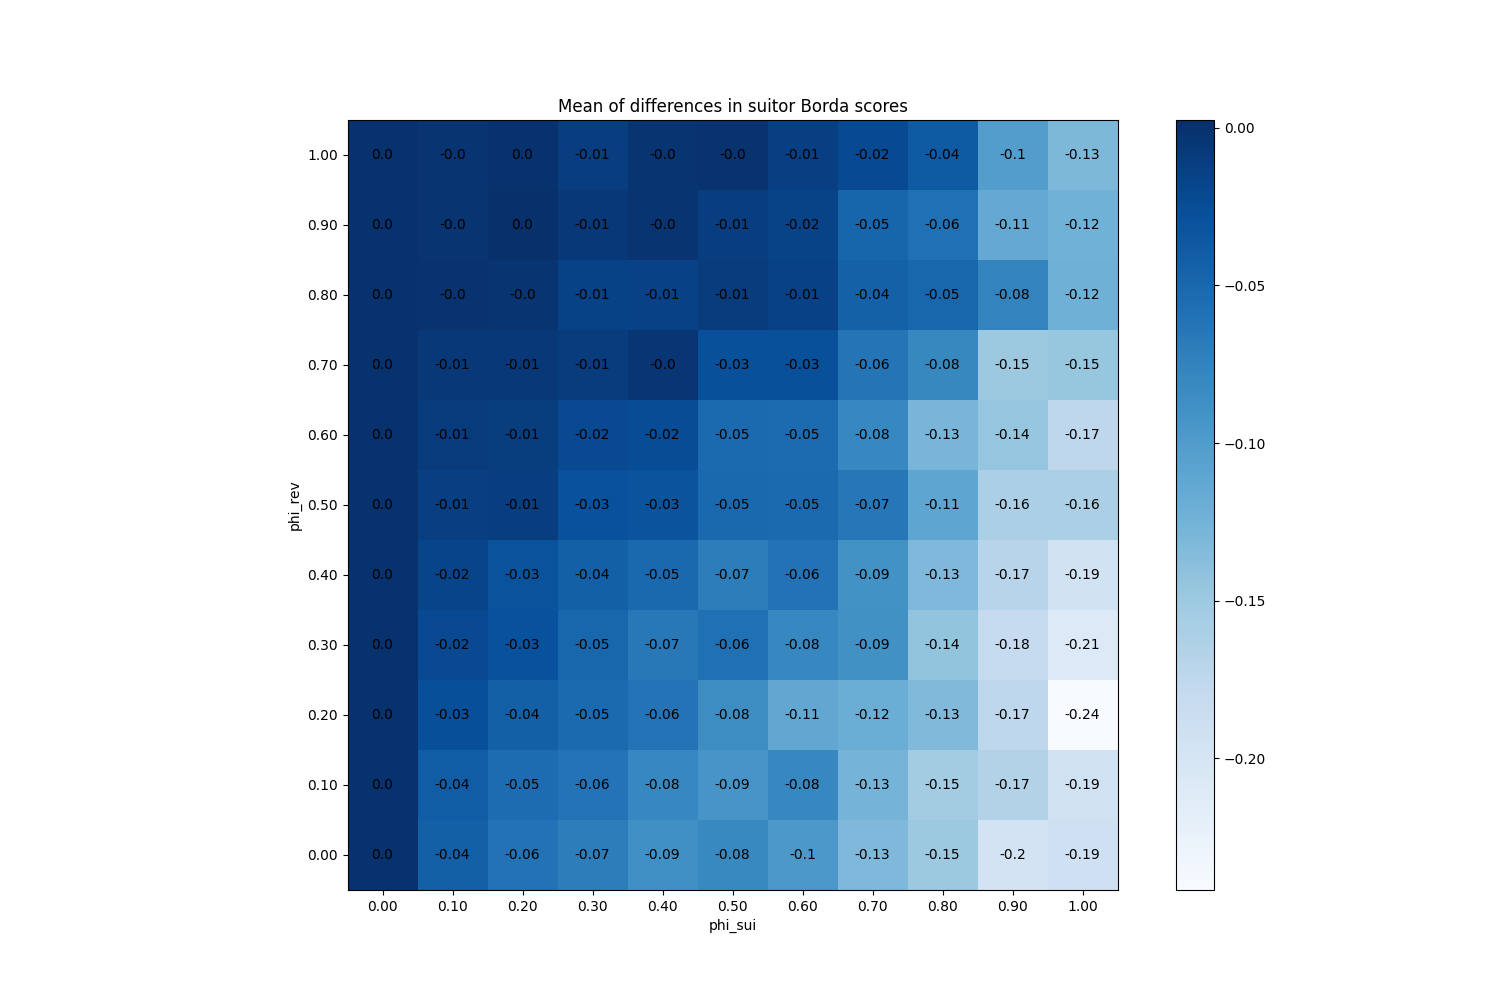 Mean of differences in suitor Borda scores
1.00 0.0 -0.0 0.0 -0.01 -0.0 -0.0 -0.01 -0.02 -0.04 -0.1 -0.13
0.90 0.0 -0.0 0.0 -0.01 -0.0 -0.01 -0.02 -0.05 -0.06 -0.11 -0.12
0.80 0.0 -0.0 -0.0 -0.01 -0.01 -0.01 -0.01 -0.04 -0.05 -0.08 -0.12
0.70 0.0 -0.01 -0.01 -0.01 -0.0 -0.03 -0.03 -0.06 -0.08 -0.15 -0.15
0.60 0.0 -0.01 -0.01 -0.02 -0.02 -0.05 -0.05 -0.08 -0.13 -0.14 -0.17
0.50 0.0 -0.01 -0.01 -0.03 -0.03 -0.05 -0.05 -0.07 -0.11 -0.16 -0.16
0.40 0.0 -0.02 -0.03 -0.04 -0.05 -0.07 -0.06 -0.09 -0.13 -0.17 -0.19
0.30 0.0 -0.02 -0.03 -0.05 -0.07 -0.06 -0.08 -0.09 -0.14 -0.18 -0.21
0.20 0.0 -0.03 -0.04 -0.05 -0.06 -0.08 -0.11 -0.12 -0.13 -0.17 -0.24
0.10 0.0 -0.04 -0.05 -0.06 -0.08 -0.09 -0.08 -0.13 -0.15 -0.17 -0.19
0.00 0.0 -0.04 -0.06 -0.07 -0.09 -0.08 -0.1 -0.13 -0.15 -0.2 -0.19
0.00 0.10 0.20 0.30 0.40 0.50 0.60 0.70 0.80 0.90 1.00
phi_sui
phi_rev
0.00
−0.05
−0.10
−0.15
−0.20